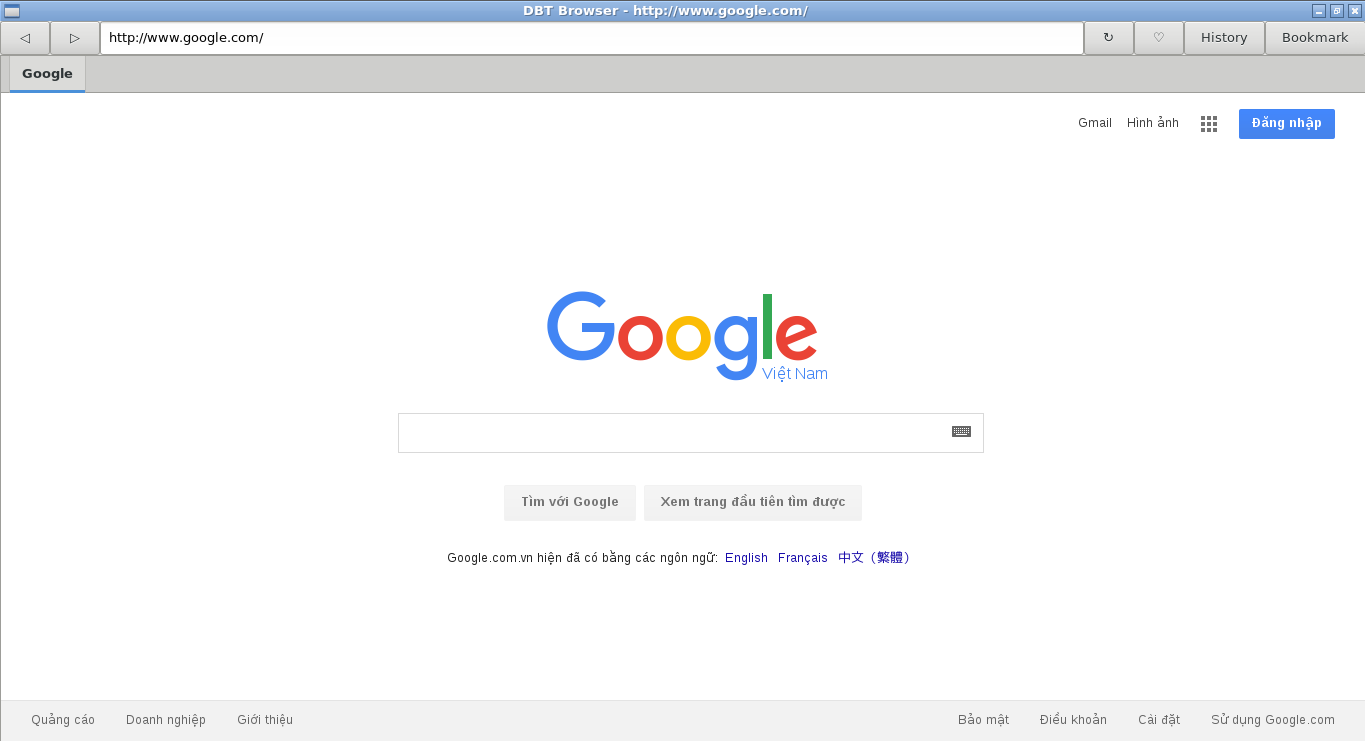 DBT Browser - http://www.google.com/
http://www.google.com/ History Bookmark
Google
Gmail Hình ảnh Đăng nhập
Google
Việt Nam
Tìm với Google Xem trang đầu tiên tìm được
Google.com.vn hiện đã có bằng các ngôn ngữ: English Français 中文（繁體）
Quảng cáo Doanh nghiệp Giới thiệu Bảo mật Điều khoản Cài đặt Sử dụng Google.com